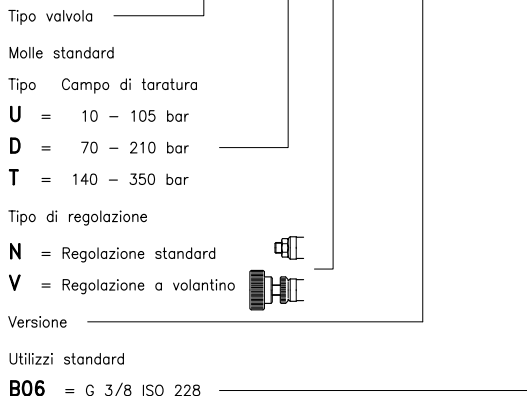 Tipo valvola
Molle standard
Tipo Campo di taratura
U = 10 – 105 bar
D = 70 – 210 bar
T = 140 – 350 bar
Tipo di regolazione
N = Regolazione standard
V = Regolazione a volantino
Versione
Utilizzi standard
B06 = G 3/8 ISO 228